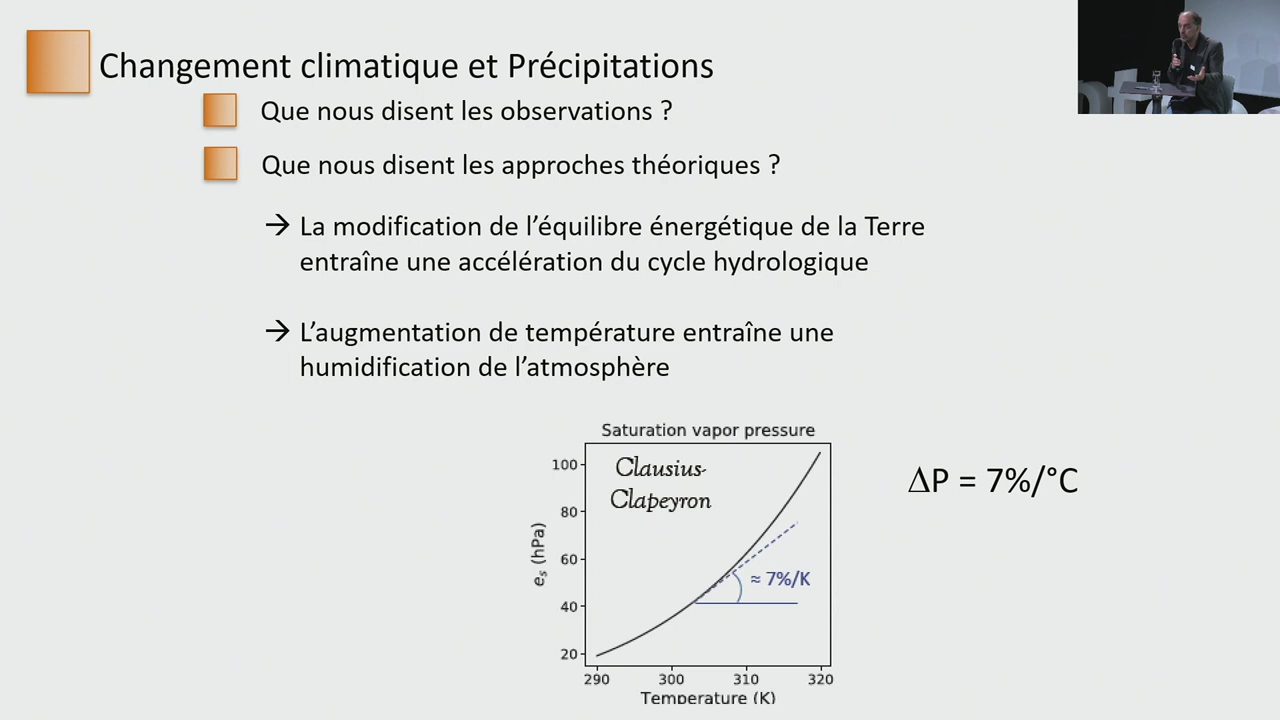 Changement climatique et Précipitations
Que nous disent les observations ?
Que nous disent les approches théoriques ?
→ La modification de l’équilibre énergétique de la Terre
entraîne une accélération du cycle hydrologique
→ L’augmentation de température entraîne une
humidification de l’atmosphère
Saturation vapor pressure
Clausius-
Clapeyron
100
80
60
40
20
e_s (hPa)
≈ 7%/K
290 300 310 320
Temperature (K)
ΔP = 7%/°C